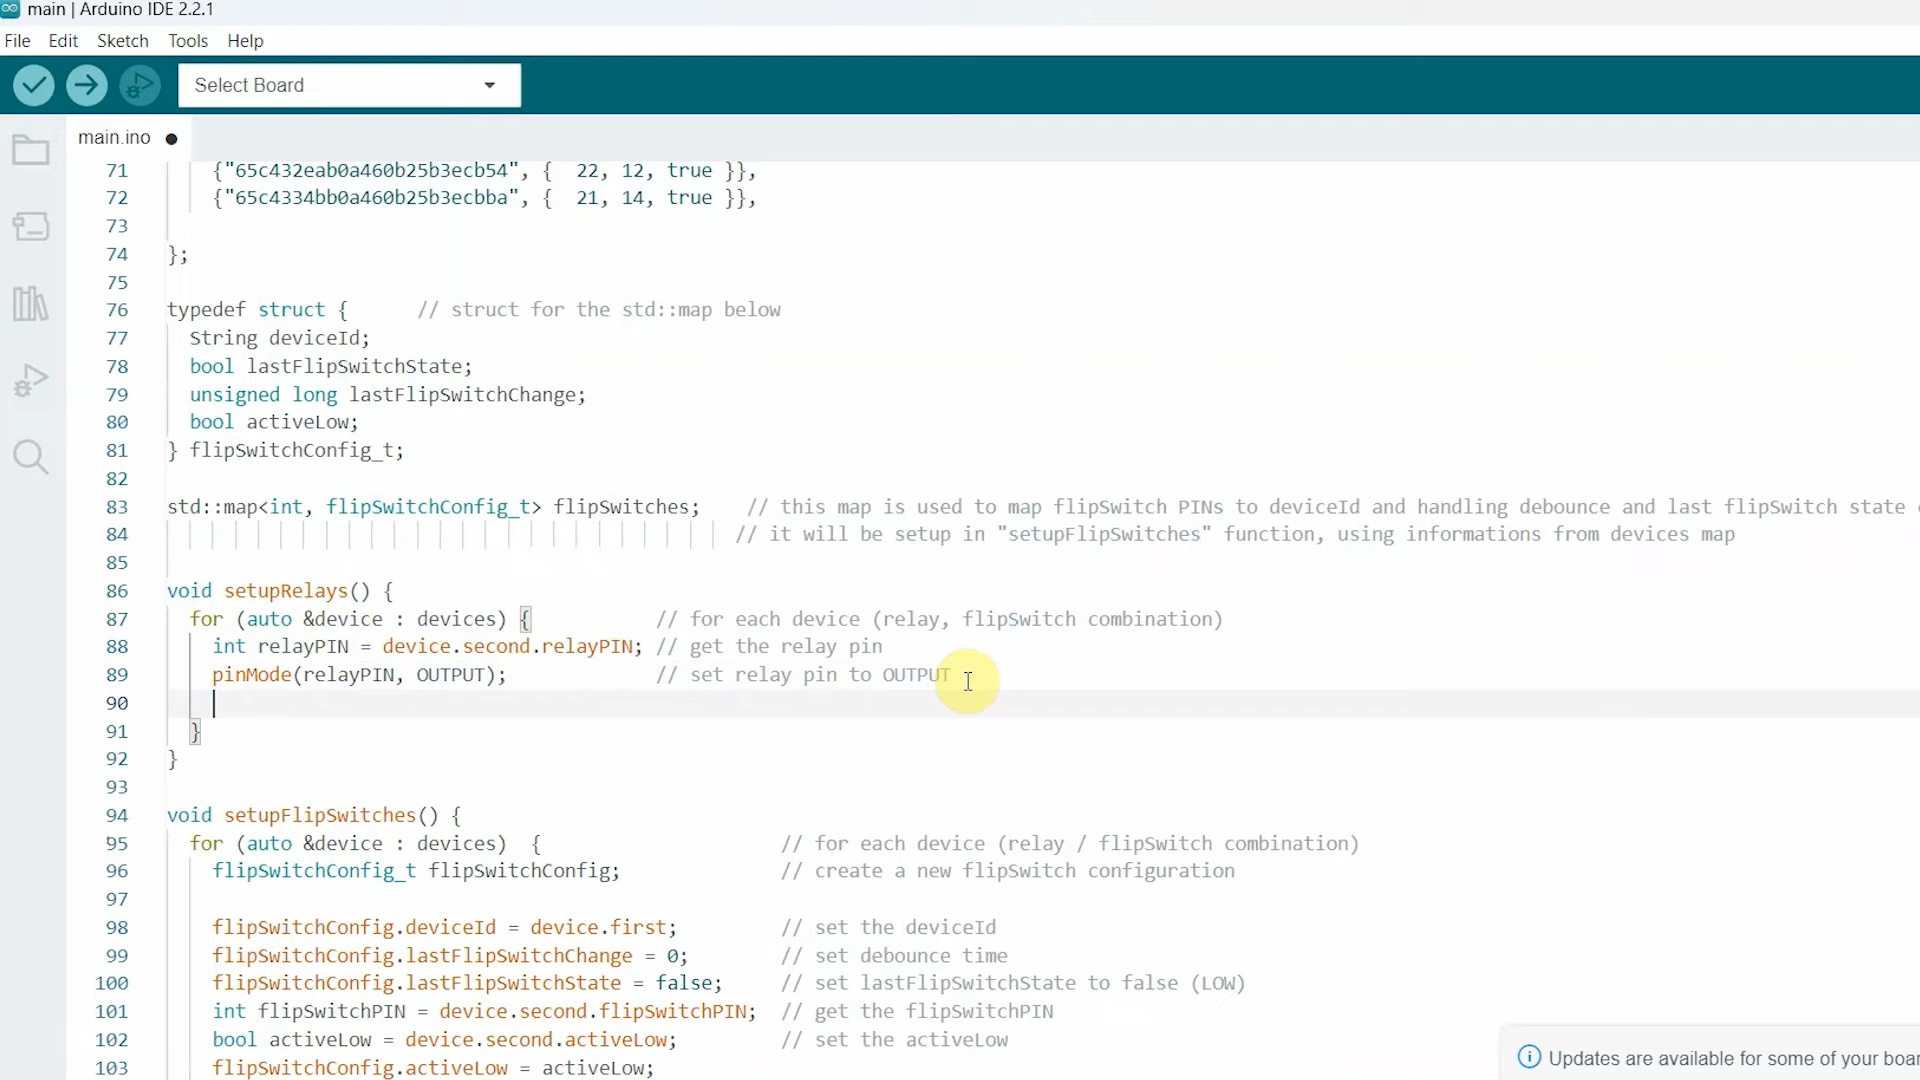 main | Arduino IDE 2.2.1
File Edit Sketch Tools Help
Select Board
main.ino
71 {"65c432eab0a460b25b3ecb54", { 22, 12, true }},
72 {"65c4334bb0a460b25b3ecbba", { 21, 14, true }},
73
74 };
75
76 typedef struct { // struct for the std::map below
77 String deviceId;
78 bool lastFlipSwitchState;
79 unsigned long lastFlipSwitchChange;
80 bool activeLow;
81 } flipSwitchConfig_t;
82
83 std::map<int, flipSwitchConfig_t> flipSwitches; // this map is used to map flipSwitch PINs to deviceId and handling debounce and last flipSwitch state
84 // it will be setup in "setupFlipSwitches" function, using informations from devices map
85
86 void setupRelays() {
87 for (auto &device : devices) { // for each device (relay, flipSwitch combination)
88 int relayPIN = device.second.relayPIN; // get the relay pin
89 pinMode(relayPIN, OUTPUT); // set relay pin to OUTPUT
90
91 }
92 }
93
94 void setupFlipSwitches() {
95 for (auto &device : devices) { // for each device (relay / flipSwitch combination)
96 flipSwitchConfig_t flipSwitchConfig; // create a new flipSwitch configuration
97
98 flipSwitchConfig.deviceId = device.first; // set the deviceId
99 flipSwitchConfig.lastFlipSwitchChange = 0; // set debounce time
100 flipSwitchConfig.lastFlipSwitchState = false; // set lastFlipSwitchState to false (LOW)
101 int flipSwitchPIN = device.second.flipSwitchPIN; // get the flipSwitchPIN
102 bool activeLow = device.second.activeLow; // set the activeLow
103 flipSwitchConfig.activeLow = activeLow;
Updates are available for some of your